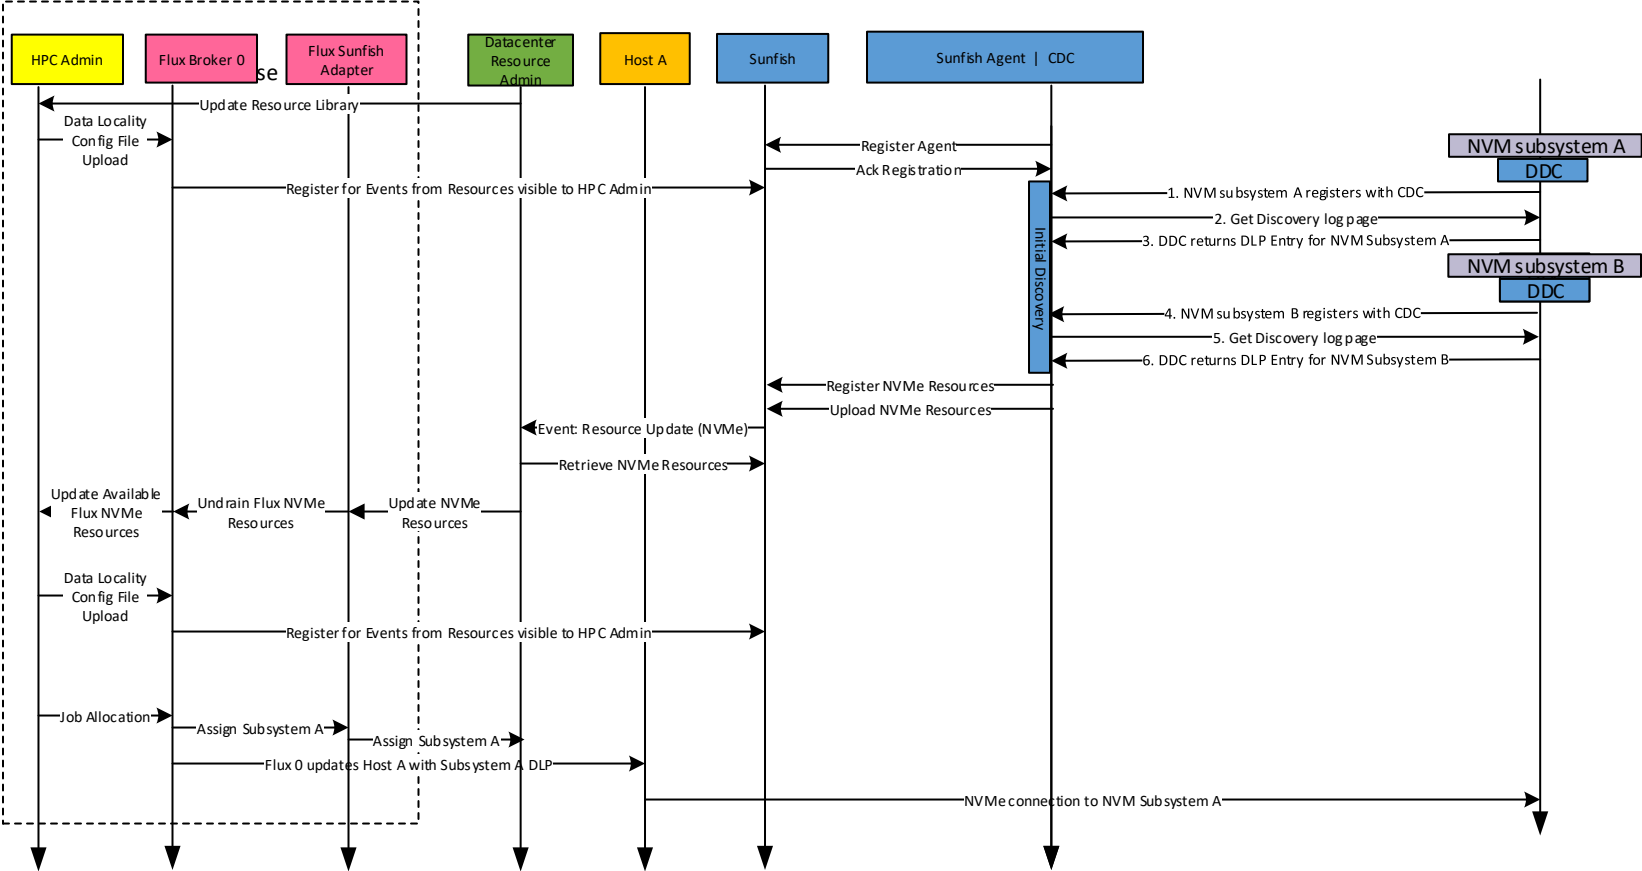 HPC Admin
Flux Broker 0
se
Flux Sunfish
Adapter
Datacenter
Resource
Admin
Host A
Sunfish
Sunfish Agent | CDC
Update Resource Library
Data Locality
Config File
Upload
Register Agent
NVM subsystem A
DDC
Ack Registration
Register for Events from Resources visible to HPC Admin
1. NVM subsystem A registers with CDC
2. Get Discovery log page
3. DDC returns DLP Entry for NVM Subsystem A
Initial Discovery
NVM subsystem B
DDC
4. NVM subsystem B registers with CDC
5. Get Discovery log page
6. DDC returns DLP Entry for NVM Subsystem B
Register NVMe Resources
Upload NVMe Resources
Event: Resource Update (NVMe)
Retrieve NVMe Resources
Update Available
Flux NVMe
Resources
Undrain Flux NVMe
Resources
Update NVMe
Resources
Data Locality
Config File
Upload
Register for Events from Resources visible to HPC Admin
Job Allocation
Assign Subsystem A
Assign Subsystem A
Flux 0 updates Host A with Subsystem A DLP
NVMe connection to NVM Subsystem A